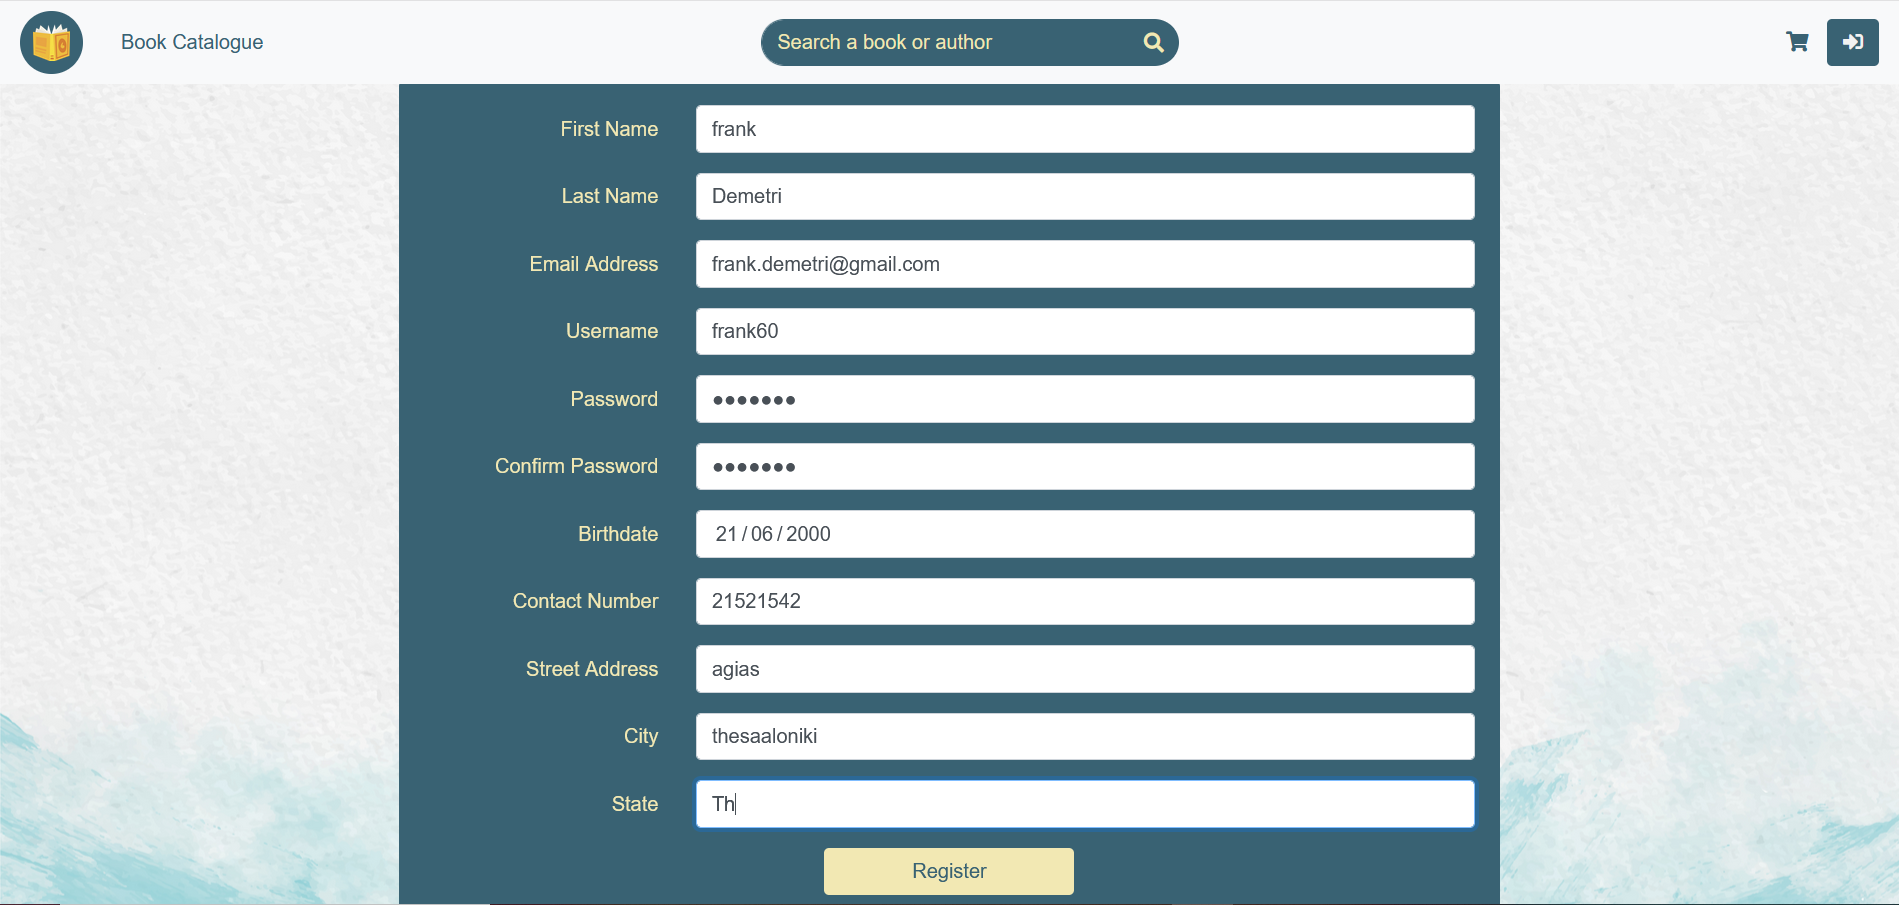 Book Catalogue
Search a book or author
First Name frank
Last Name Demetri
Email Address frank.demetri@gmail.com
Username frank60
Password •••••••
Confirm Password •••••••
Birthdate 21/06/2000
Contact Number 21521542
Street Address agias
City thesaaloniki
State Th
Register